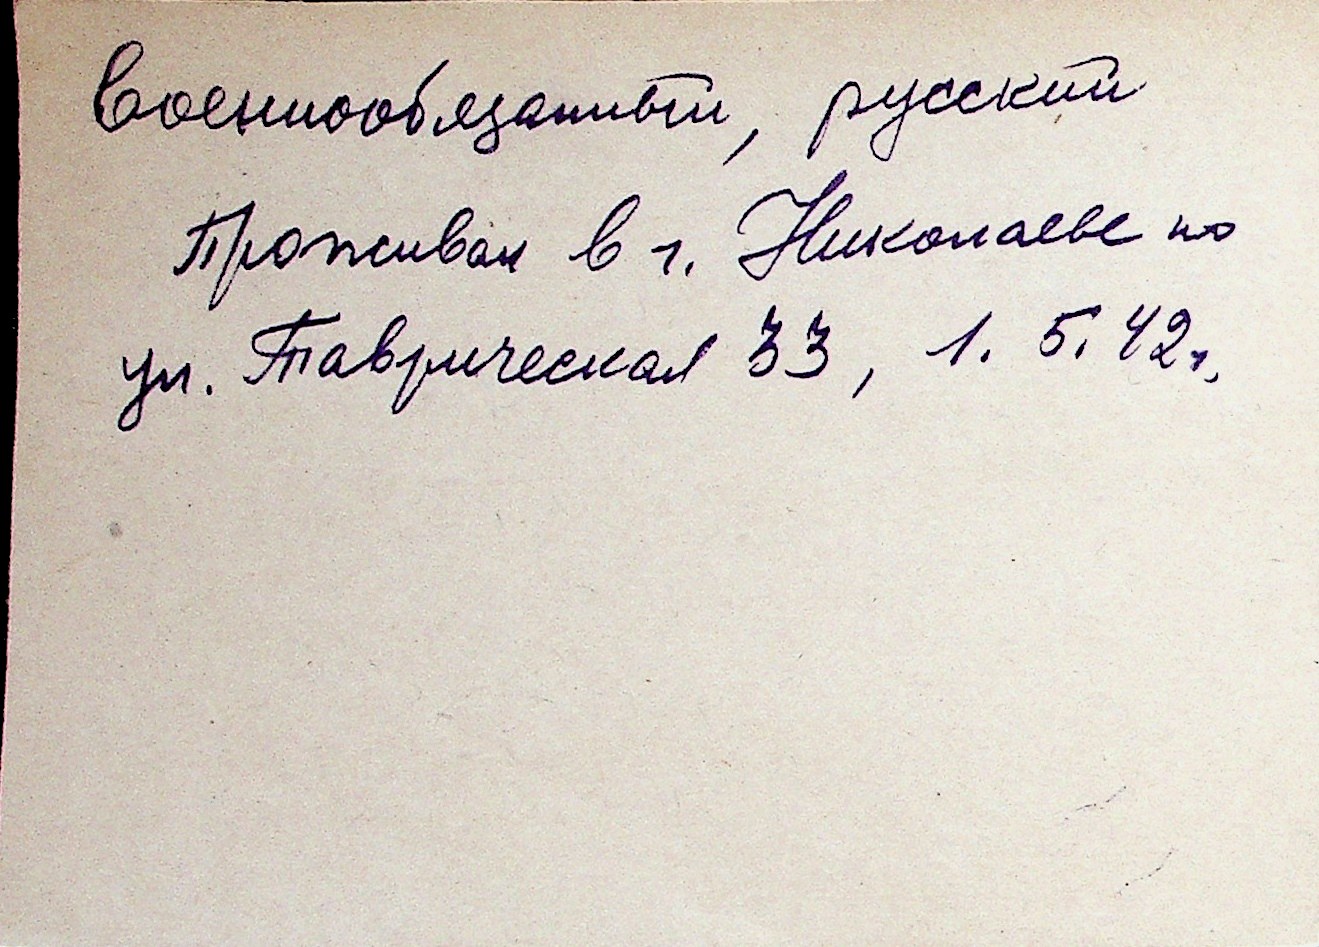 Военнообязанный, русский
Проживал в г. Николаеве по
ул. Таврическая 33, 1. 5. 42 г.